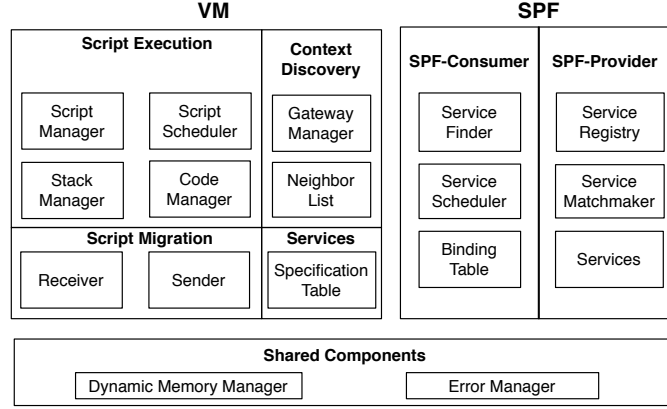 VM
SPF
Script Execution
Context
Discovery
SPF-Consumer
SPF-Provider
Script
Manager
Script
Scheduler
Gateway
Manager
Service
Finder
Service
Registry
Stack
Manager
Code
Manager
Neighbor
List
Service
Scheduler
Service
Matchmaker
Script Migration
Services
Receiver
Sender
Specification
Table
Binding
Table
Services
Shared Components
Dynamic Memory Manager
Error Manager